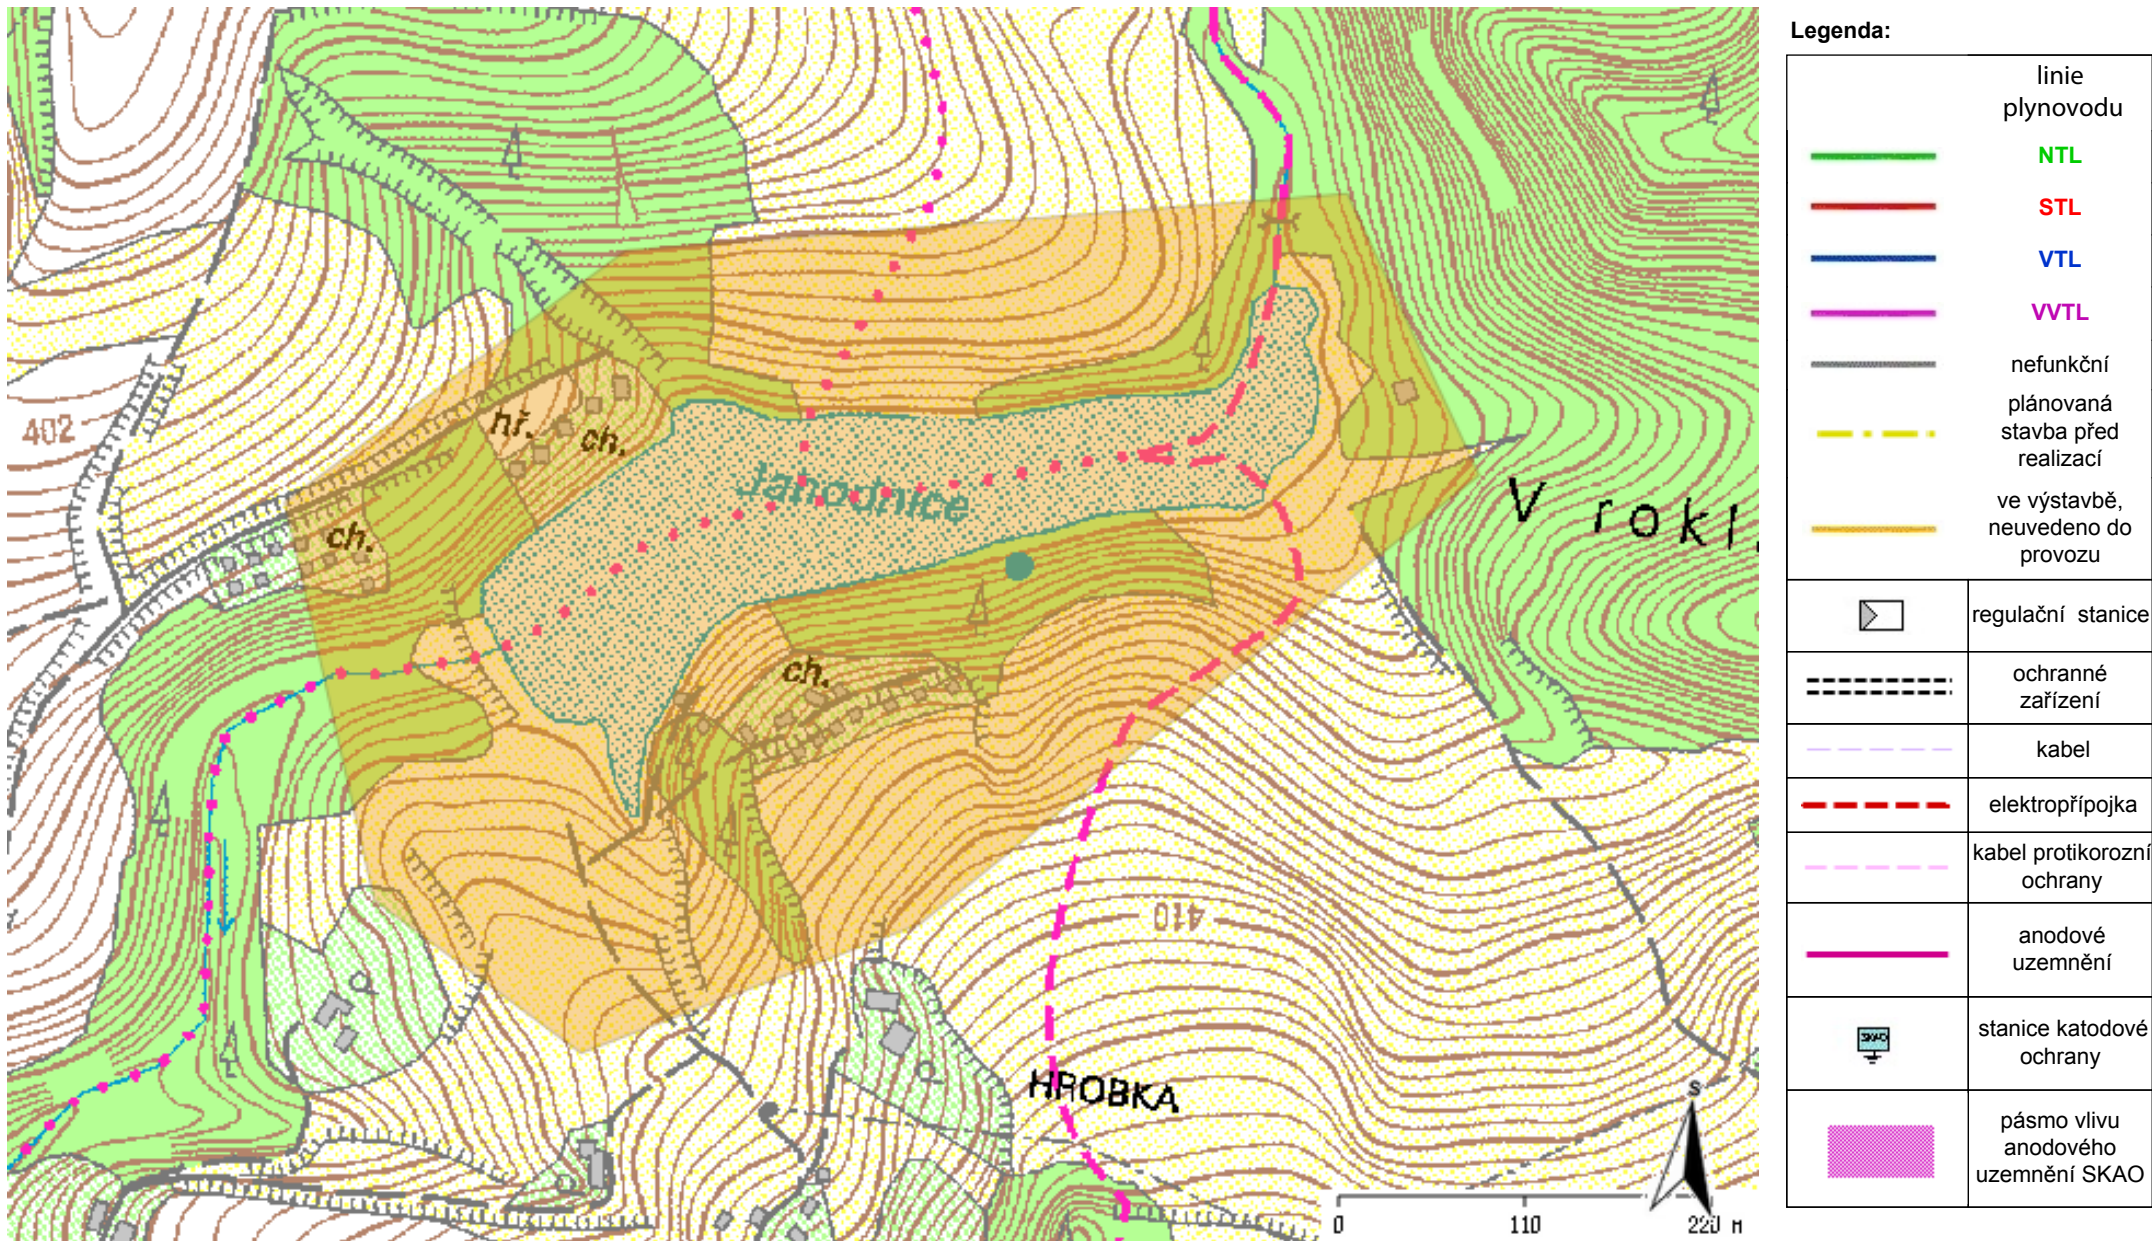 Legenda:
linie
plynovodu
NTL
STL
VTL
VVTL
nefunkční
plánovaná
stavba před
realizací
ve výstavbě,
neuvedeno do
provozu
regulační stanice
ochranné
zařízení
kabel
elektropřípojka
kabel protikorozní
ochrany
anodové
uzemnění
SKAO
stanice katodové
ochrany
pásmo vlivu
anodového
uzemnění SKAO
402
hř.
ch.
ch.
Jahodnice
V rokl
ch.
410
HROBKA
S
0 110 220 M